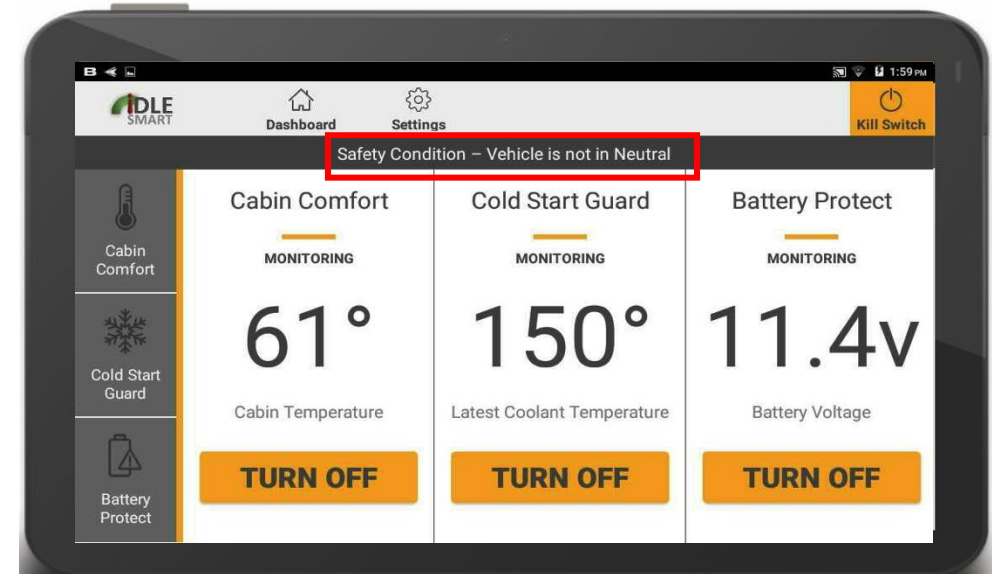 1:59 PM
IDLE
SMART
Dashboard
Settings
Kill Switch
Safety Condition – Vehicle is not in Neutral
Cabin
Comfort
Cold Start
Guard
Battery
Protect
Cabin Comfort
MONITORING
61°
Cabin Temperature
TURN OFF
Cold Start Guard
MONITORING
150°
Latest Coolant Temperature
TURN OFF
Battery Protect
MONITORING
11.4v
Battery Voltage
TURN OFF